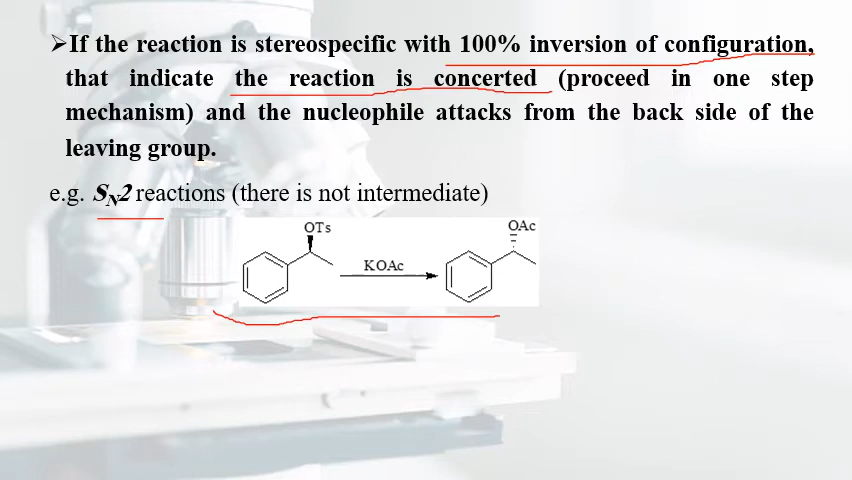 ➢If the reaction is stereospecific with 100% inversion of configuration,
that indicate the reaction is concerted (proceed in one step
mechanism) and the nucleophile attacks from the back side of the
leaving group.
e.g. SN2 reactions (there is not intermediate)
OTs
OAc
KOAc